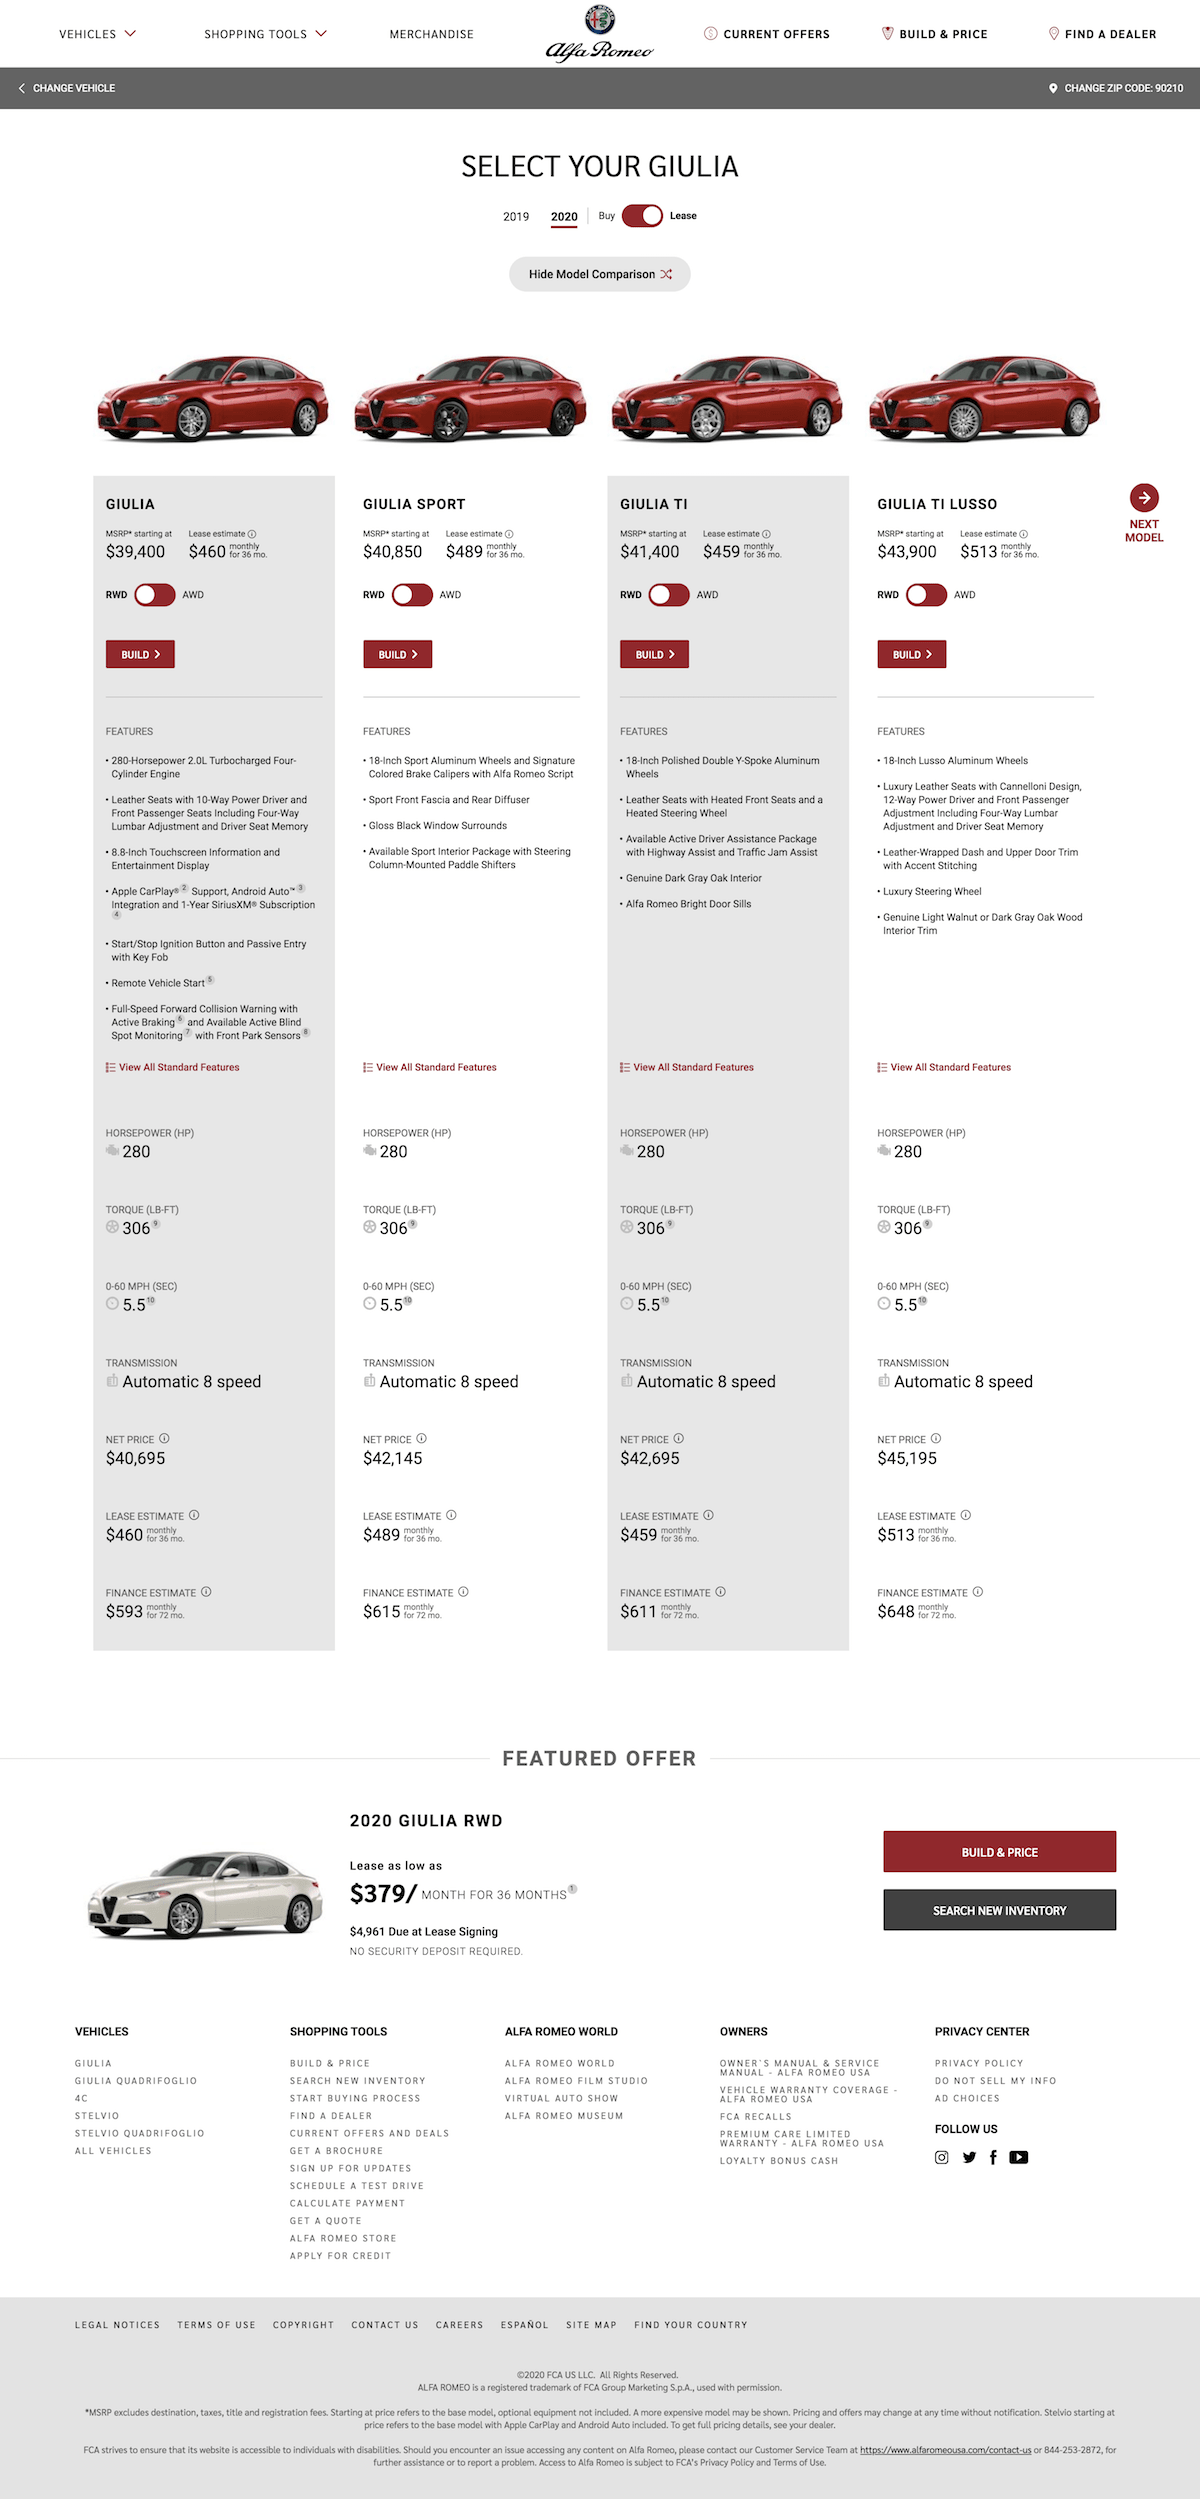 VEHICLES
SHOPPING TOOLS
MERCHANDISE
Alfa Romeo
CURRENT OFFERS
BUILD & PRICE
FIND A DEALER
CHANGE VEHICLE
CHANGE ZIP CODE: 90210
SELECT YOUR GIULIA
2019 2020 Buy Lease
Hide Model Comparison
GIULIA
MSRP* starting at Lease estimate
$39,400 $460 monthly for 36 mo.
RWD AWD
BUILD
FEATURES
• 280-Horsepower 2.0L Turbocharged Four-
Cylinder Engine
• Leather Seats with 10-Way Power Driver and
Front Passenger Seats Including Four-Way
Lumbar Adjustment and Driver Seat Memory
• 8.8-Inch Touchscreen Information and
Entertainment Display
• Apple CarPlay® 2 Support, Android Auto™ 3
Integration and 1-Year SiriusXM® Subscription
4
• Start/Stop Ignition Button and Passive Entry
with Key Fob
• Remote Vehicle Start 5
• Full-Speed Forward Collision Warning with
Active Braking 6 and Available Active Blind
Spot Monitoring 7 with Front Park Sensors 8
View All Standard Features
HORSEPOWER (HP)
280
TORQUE (LB-FT)
306 9
0-60 MPH (SEC)
5.5 10
TRANSMISSION
Automatic 8 speed
NET PRICE
$40,695
LEASE ESTIMATE
$460 monthly for 36 mo.
FINANCE ESTIMATE
$593 monthly for 72 mo.
GIULIA SPORT
MSRP* starting at Lease estimate
$40,850 $489 monthly for 36 mo.
RWD AWD
BUILD
FEATURES
• 18-Inch Sport Aluminum Wheels and Signature
Colored Brake Calipers with Alfa Romeo Script
• Sport Front Fascia and Rear Diffuser
• Gloss Black Window Surrounds
• Available Sport Interior Package with Steering
Column-Mounted Paddle Shifters
View All Standard Features
HORSEPOWER (HP)
280
TORQUE (LB-FT)
306 9
0-60 MPH (SEC)
5.5 10
TRANSMISSION
Automatic 8 speed
NET PRICE
$42,145
LEASE ESTIMATE
$489 monthly for 36 mo.
FINANCE ESTIMATE
$615 monthly for 72 mo.
GIULIA TI
MSRP* starting at Lease estimate
$41,400 $459 monthly for 36 mo.
RWD AWD
BUILD
FEATURES
• 18-Inch Polished Double Y-Spoke Aluminum
Wheels
• Leather Seats with Heated Front Seats and a
Heated Steering Wheel
• Available Active Driver Assistance Package
with Highway Assist and Traffic Jam Assist
• Genuine Dark Gray Oak Interior
• Alfa Romeo Bright Door Sills
View All Standard Features
HORSEPOWER (HP)
280
TORQUE (LB-FT)
306 9
0-60 MPH (SEC)
5.5 10
TRANSMISSION
Automatic 8 speed
NET PRICE
$42,695
LEASE ESTIMATE
$459 monthly for 36 mo.
FINANCE ESTIMATE
$611 monthly for 72 mo.
GIULIA TI LUSSO
MSRP* starting at Lease estimate
$43,900 $513 monthly for 36 mo.
RWD AWD
BUILD
FEATURES
• 18-Inch Lusso Aluminum Wheels
• Luxury Leather Seats with Cannelloni Design,
12-Way Power Driver and Front Passenger
Adjustment Including Four-Way Lumbar
Adjustment and Driver Seat Memory
• Leather-Wrapped Dash and Upper Door Trim
with Accent Stitching
• Luxury Steering Wheel
• Genuine Light Walnut or Dark Gray Oak Wood
Interior Trim
View All Standard Features
HORSEPOWER (HP)
280
TORQUE (LB-FT)
306 9
0-60 MPH (SEC)
5.5 10
TRANSMISSION
Automatic 8 speed
NET PRICE
$45,195
LEASE ESTIMATE
$513 monthly for 36 mo.
FINANCE ESTIMATE
$648 monthly for 72 mo.
NEXT
MODEL
FEATURED OFFER
2020 GIULIA RWD
Lease as low as
$379/ MONTH FOR 36 MONTHS 1
$4,961 Due at Lease Signing
NO SECURITY DEPOSIT REQUIRED.
BUILD & PRICE
SEARCH NEW INVENTORY
VEHICLES
GIULIA
GIULIA QUADRIFOGLIO
4C
STELVIO
STELVIO QUADRIFOGLIO
ALL VEHICLES
SHOPPING TOOLS
BUILD & PRICE
SEARCH NEW INVENTORY
START BUYING PROCESS
FIND A DEALER
CURRENT OFFERS AND DEALS
GET A BROCHURE
SIGN UP FOR UPDATES
SCHEDULE A TEST DRIVE
CALCULATE PAYMENT
GET A QUOTE
ALFA ROMEO STORE
APPLY FOR CREDIT
ALFA ROMEO WORLD
ALFA ROMEO WORLD
ALFA ROMEO FILM STUDIO
VIRTUAL AUTO SHOW
ALFA ROMEO MUSEUM
OWNERS
OWNER`S MANUAL & SERVICE
MANUAL - ALFA ROMEO USA
VEHICLE WARRANTY COVERAGE -
ALFA ROMEO USA
FCA RECALLS
PREMIUM CARE LIMITED
WARRANTY - ALFA ROMEO USA
LOYALTY BONUS CASH
PRIVACY CENTER
PRIVACY POLICY
DO NOT SELL MY INFO
AD CHOICES
FOLLOW US
LEGAL NOTICES TERMS OF USE COPYRIGHT CONTACT US CAREERS ESPAÑOL SITE MAP FIND YOUR COUNTRY
©2020 FCA US LLC. All Rights Reserved.
ALFA ROMEO is a registered trademark of FCA Group Marketing S.p.A., used with permission.
*MSRP excludes destination, taxes, title and registration fees. Starting at price refers to the base model, optional equipment not included. A more expensive model may be shown. Pricing and offers may change at any time without notification. Stelvio starting at
price refers to the base model with Apple CarPlay and Android Auto included. To get full pricing details, see your dealer.
FCA strives to ensure that its website is accessible to individuals with disabilities. Should you encounter an issue accessing any content on Alfa Romeo, please contact our Customer Service Team at https://www.alfaromeousa.com/contact-us or 844-253-2872, for
further assistance or to report a problem. Access to Alfa Romeo is subject to FCA's Privacy Policy and Terms of Use.